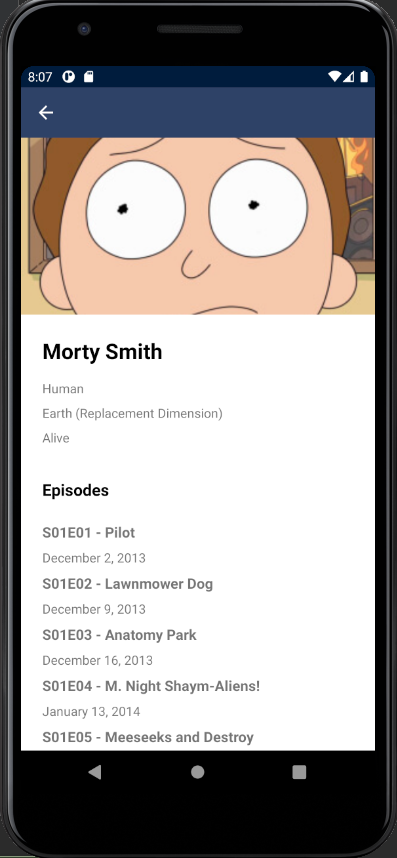 8:07
Morty Smith
Human
Earth (Replacement Dimension)
Alive
Episodes
S01E01 - Pilot
December 2, 2013
S01E02 - Lawnmower Dog
December 9, 2013
S01E03 - Anatomy Park
December 16, 2013
S01E04 - M. Night Shaym-Aliens!
January 13, 2014
S01E05 - Meeseeks and Destroy